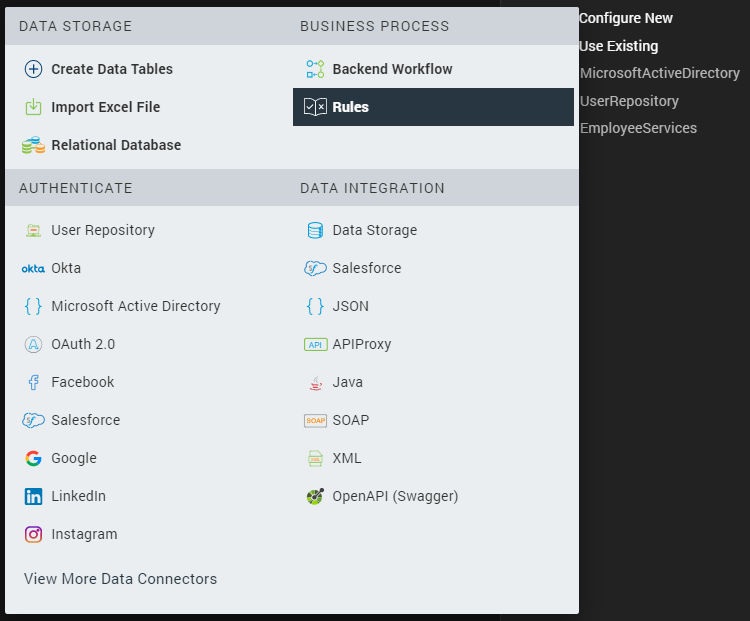 DATA STORAGE
Create Data Tables
Import Excel File
Relational Database
BUSINESS PROCESS
Backend Workflow
Rules
AUTHENTICATE
User Repository
okta Okta
Microsoft Active Directory
OAuth 2.0
Facebook
Salesforce
Google
in LinkedIn
Instagram
View More Data Connectors
DATA INTEGRATION
Data Storage
Salesforce
JSON
API APIProxy
Java
SOAP SOAP
XML XML
OpenAPI (Swagger)
Configure New
Use Existing
MicrosoftActiveDirectory
UserRepository
EmployeeServices